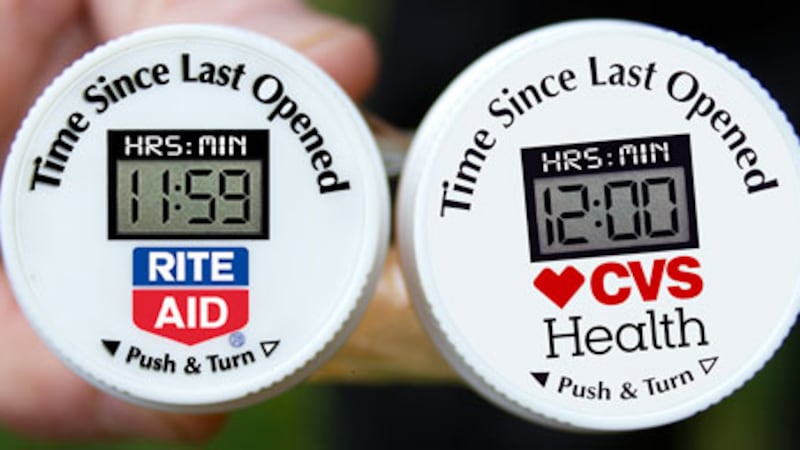 Time Since Last Opened
HRS:MIN
11:59
RITE
AID
®
Push & Turn
Time Since Last Opened
HRS:MIN
12:00
CVS
Health
Push & Turn